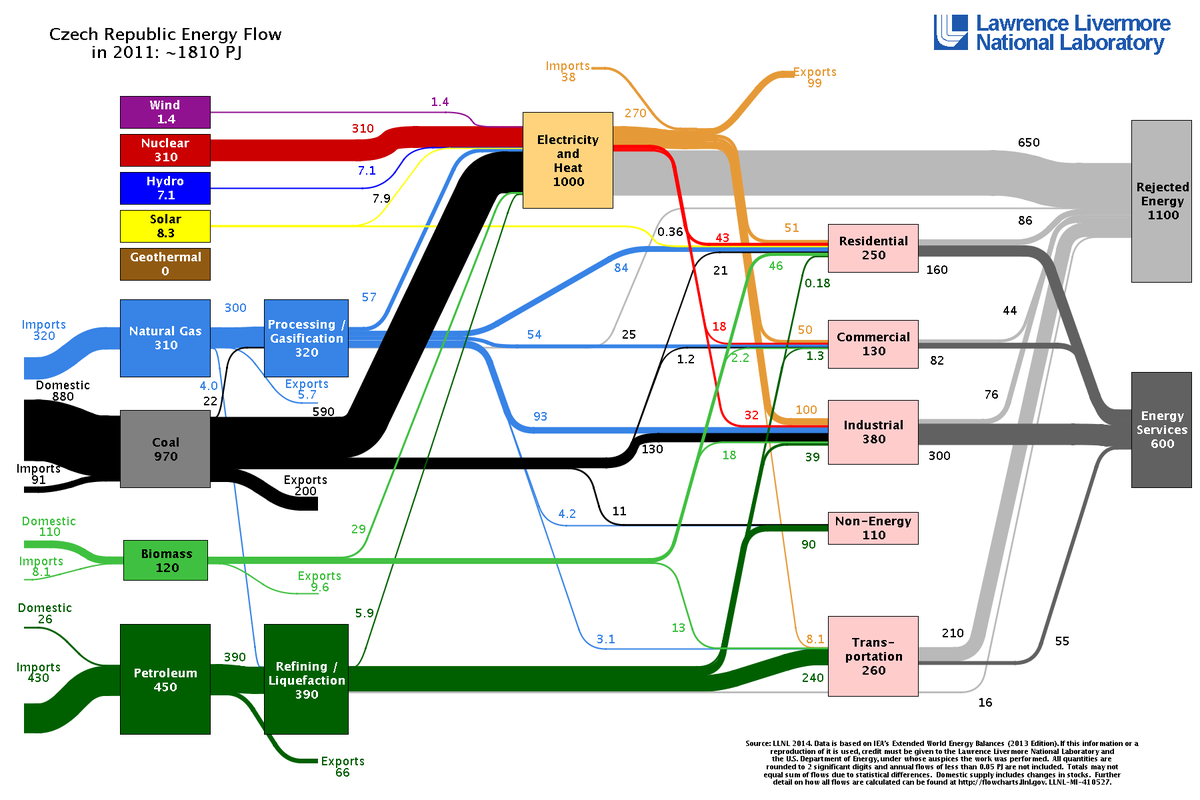 Czech Republic Energy Flow
in 2011: ~1810 PJ
Lawrence Livermore
National Laboratory
Imports
38
Exports
99
Wind
1.4
1.4
270
Nuclear
310
310
Electricity
and
Heat
1000
650
Rejected
Energy
1100
Hydro
7.1
7.1
7.9
Solar
8.3
Geothermal
0
0.36
43
51
Residential
250
86
160
84
21
46
0.18
Imports
320
Natural Gas
310
300
57
Processing /
Gasification
320
54
25
18
50
Commercial
130
44
82
1.2
2.2
1.3
Domestic
880
4.0
22
Exports
5.7
590
93
32
100
Industrial
380
76
300
Energy
Services
600
Coal
970
Imports
91
Exports
200
130
18
39
Domestic
110
Imports
8.1
Biomass
120
29
4.2
11
Non-Energy
110
90
Exports
9.6
Domestic
26
5.9
13
3.1
8.1
Imports
430
Petroleum
450
390
Refining /
Liquefaction
390
Trans-
portation
260
240
210
55
16
Exports
66
Source: LLNL 2014. Data is based on IEA's Extended World Energy Balances (2013 Edition). If this information or a
reproduction of it is used, credit must be given to the Lawrence Livermore National Laboratory and
the U.S. Department of Energy, under whose auspices the work was performed. All quantities are
rounded to 2 significant digits and annual flows of less than 0.05 PJ are not included. Totals may not
equal sum of flows due to statistical differences. Domestic supply includes changes in stocks. Further
detail on how all flows are calculated can be found at http://flowcharts.llnl.gov. LLNL-MI-410527.